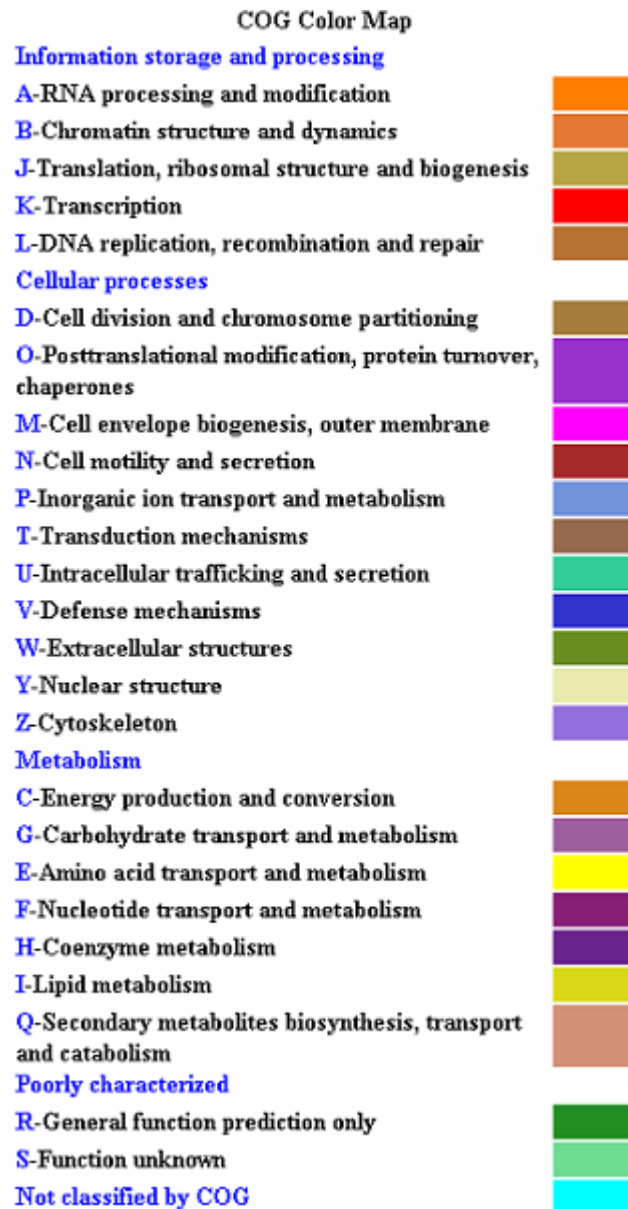 COG Color Map
Information storage and processing
A-RNA processing and modification
B-Chromatin structure and dynamics
J-Translation, ribosomal structure and biogenesis
K-Transcription
L-DNA replication, recombination and repair
Cellular processes
D-Cell division and chromosome partitioning
O-Posttranslational modification, protein turnover,
chaperones
M-Cell envelope biogenesis, outer membrane
N-Cell motility and secretion
P-Inorganic ion transport and metabolism
T-Transduction mechanisms
U-Intracellular trafficking and secretion
V-Defense mechanisms
W-Extracellular structures
Y-Nuclear structure
Z-Cytoskeleton
Metabolism
C-Energy production and conversion
G-Carbohydrate transport and metabolism
E-Amino acid transport and metabolism
F-Nucleotide transport and metabolism
H-Coenzyme metabolism
I-Lipid metabolism
Q-Secondary metabolites biosynthesis, transport
and catabolism
Poorly characterized
R-General function prediction only
S-Function unknown
Not classified by COG